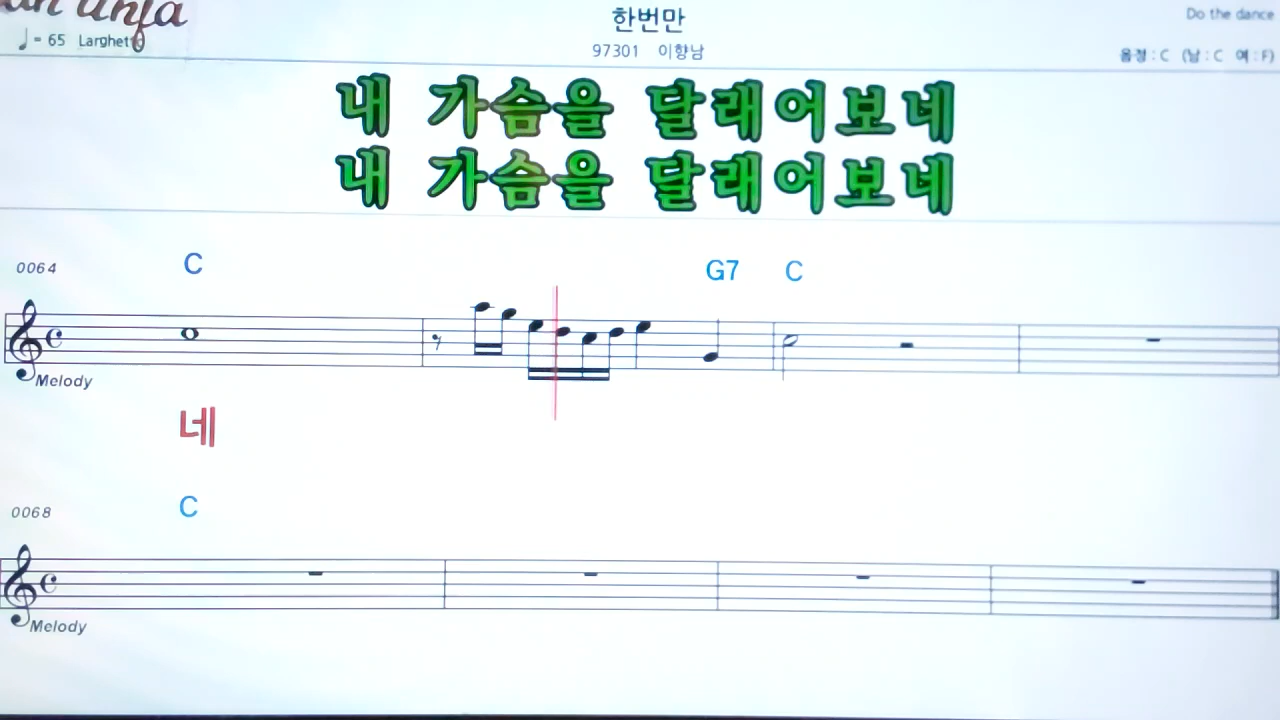 한번만
Do the dance
♩= 65 Larghetto
97301 이향남
음정 : C (남 : C 여 : F)
내 가슴을 달래어보네
내 가슴을 달래어보네
0064 C G7 C
Melody
네
0068 C
Melody